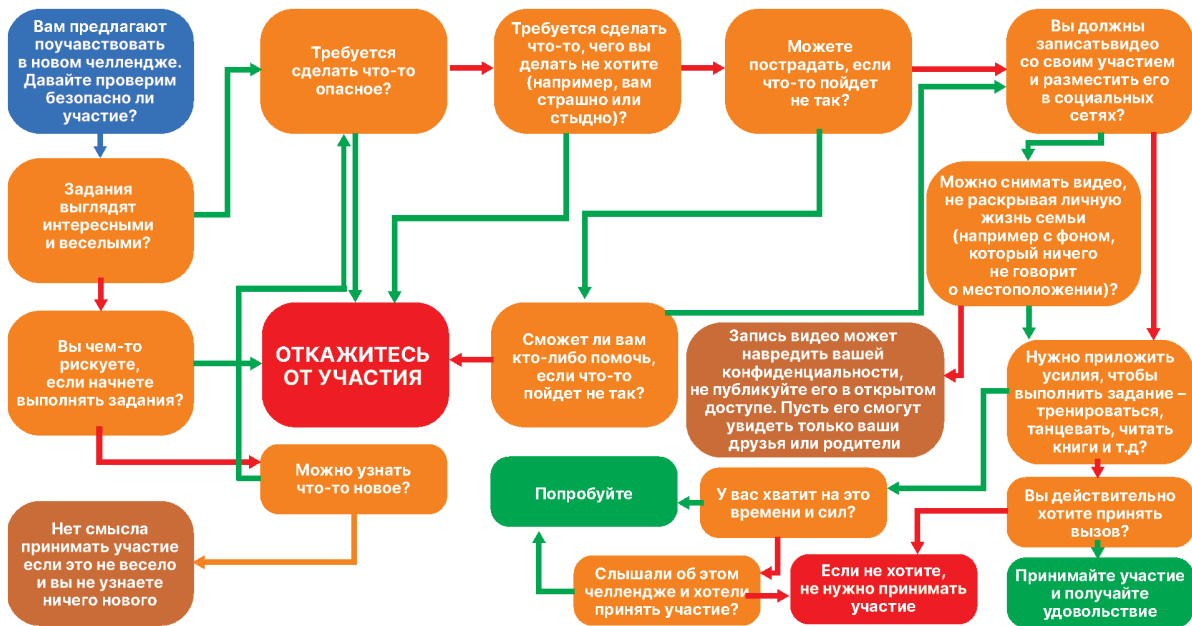 Вам предлагают
поучавствовать
в новом челлендже.
Давайте проверим
безопасно ли
участие?
Требуется
сделать что-то
опасное?
Требуется сделать
что-то, чего вы
делать не хотите
(например, вам
страшно или
стыдно)?
Можете
пострадать, если
что-то пойдет
не так?
Вы должны
записатьвидео
со своим участием
и разместить его
в социальных
сетях?
Задания
выглядят
интересными
и веселыми?
Можно снимать видео,
не раскрывая личную
жизнь семьи
(например с фоном,
который ничего
не говорит
о местоположении)?
Вы чем-то
рискуете,
если начнете
выполнять задания?
ОТКАЖИТЕСЬ
ОТ УЧАСТИЯ
Сможет ли вам
кто-либо помочь,
если что-то
пойдет не так?
Запись видео может
навредить вашей
конфиденциальности,
не публикуйте его в открытом
доступе. Пусть его смогут
увидеть только ваши
друзья или родители
Нужно приложить
усилия, чтобы
выполнить задание –
тренироваться,
танцевать, читать
книги и т.д?
Можно узнать
что-то новое?
Попробуйте
У вас хватит на это
времени и сил?
Вы действительно
хотите принять
вызов?
Нет смысла
принимать участие
если это не весело
и вы не узнаете
ничего нового
Слышали об этом
челлендже и хотели
принять участие?
Если не хотите,
не нужно принимать
участие
Принимайте участие
и получайте
удовольствие